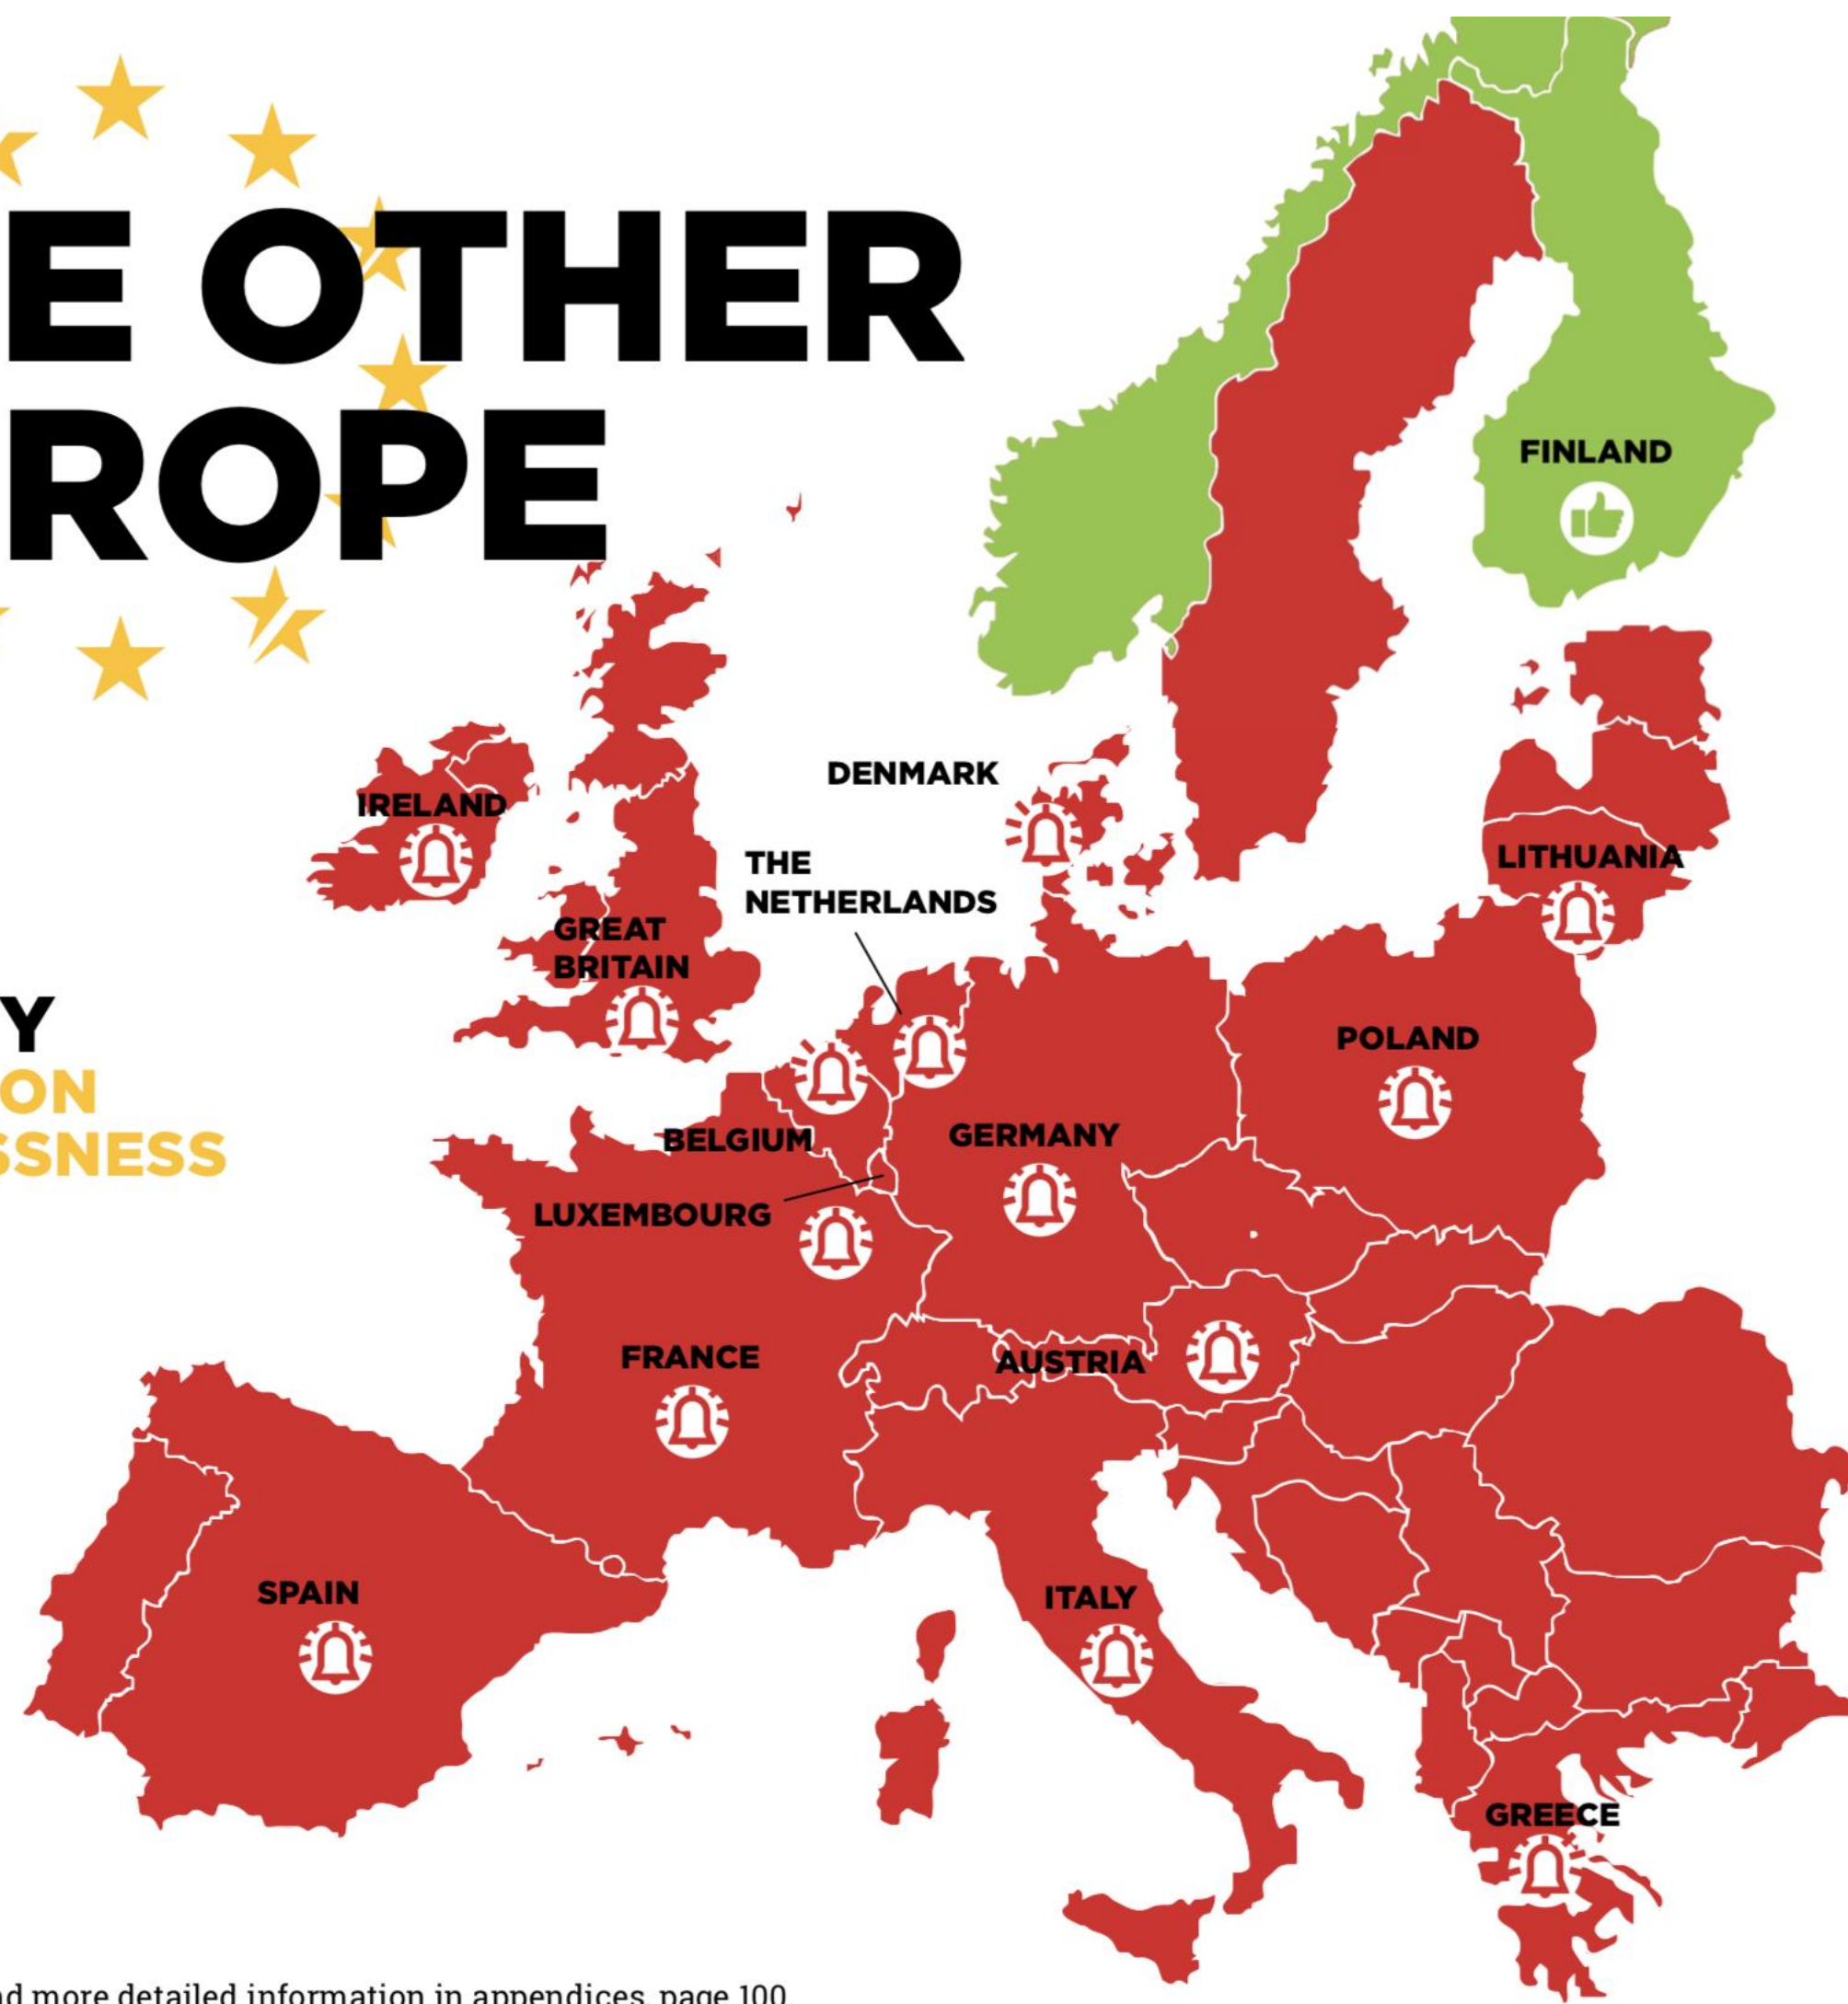 E OTHER
ROPE
FINLAND
DENMARK
IRELAND
THE
NETHERLANDS
LITHUANIA
GREAT
BRITAIN
Y
ON
SSNESS
POLAND
BELGIUM
GERMANY
LUXEMBOURG
FRANCE
AUSTRIA
SPAIN
ITALY
GREECE
d more detailed information in appendices, page 100